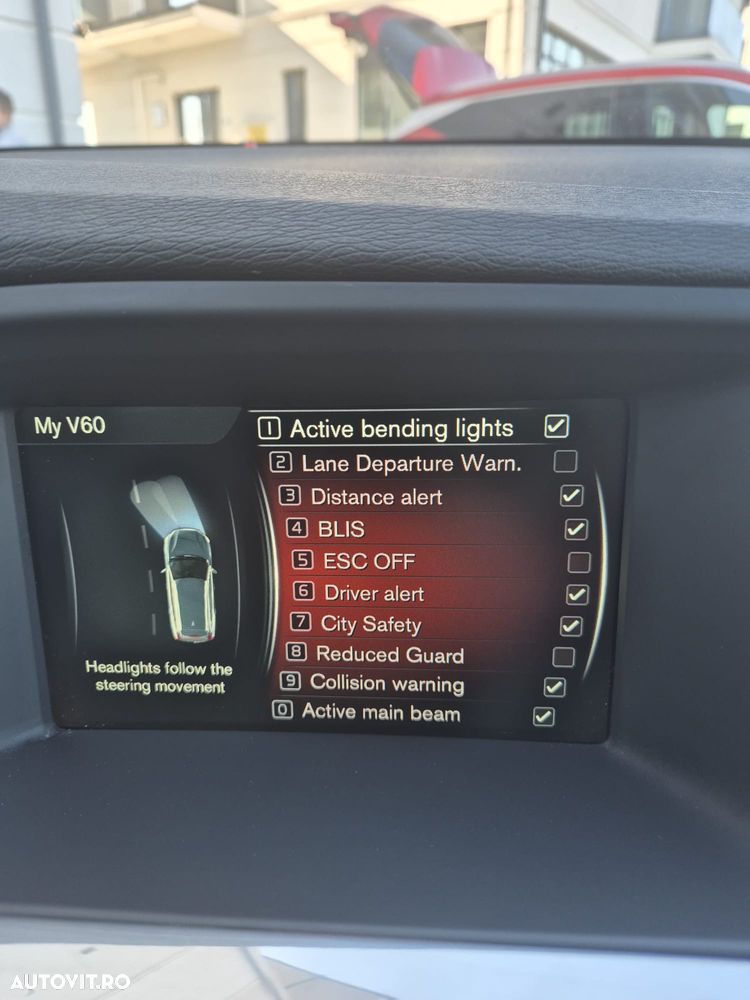 My V60
1 Active bending lights
2 Lane Departure Warn.
3 Distance alert
4 BLIS
5 ESC OFF
6 Driver alert
7 City Safety
8 Reduced Guard
9 Collision warning
0 Active main beam
Headlights follow the
steering movement
AUTOVIT.RO